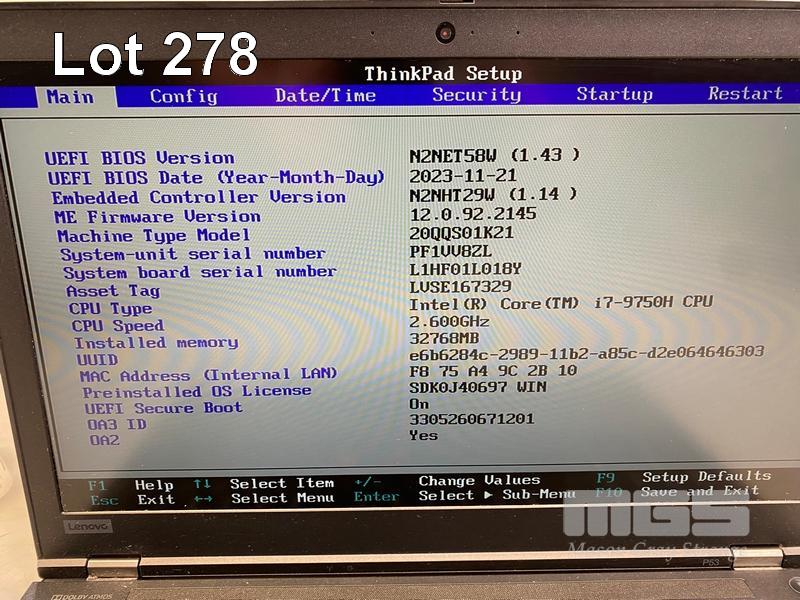 Lot 278
ThinkPad Setup
Main Config Date/Time Security Startup Restart
UEFI BIOS Version N2NET58W (1.43 )
UEFI BIOS Date (Year-Month-Day) 2023-11-21
Embedded Controller Version N2NHT29W (1.14 )
ME Firmware Version 12.0.92.2145
Machine Type Model 20QQS01K21
System-unit serial number PF1VV8ZL
System board serial number L1HF01L018Y
Asset Tag LVSE167329
CPU Type Intel(R) Core(TM) i7-9750H CPU
CPU Speed 2.600GHz
Installed memory 32768MB
UUID e6b6284c-2989-11b2-a85c-d2e064646303
MAC Address (Internal LAN) F8 75 A4 9C 2B 10
Preinstalled OS License SDK0J40697 WIN
UEFI Secure Boot On
OA3 ID 3305260671201
OA2 Yes
F1 Help ↑↓ Select Item +/- Change Values F9 Setup Defaults
Esc Exit ↔ Select Menu Enter Select ▶ Sub-Menu F10 Save and Exit
MGS
Mason Gray Strange
Lenovo
P53
DOLBY ATMOS